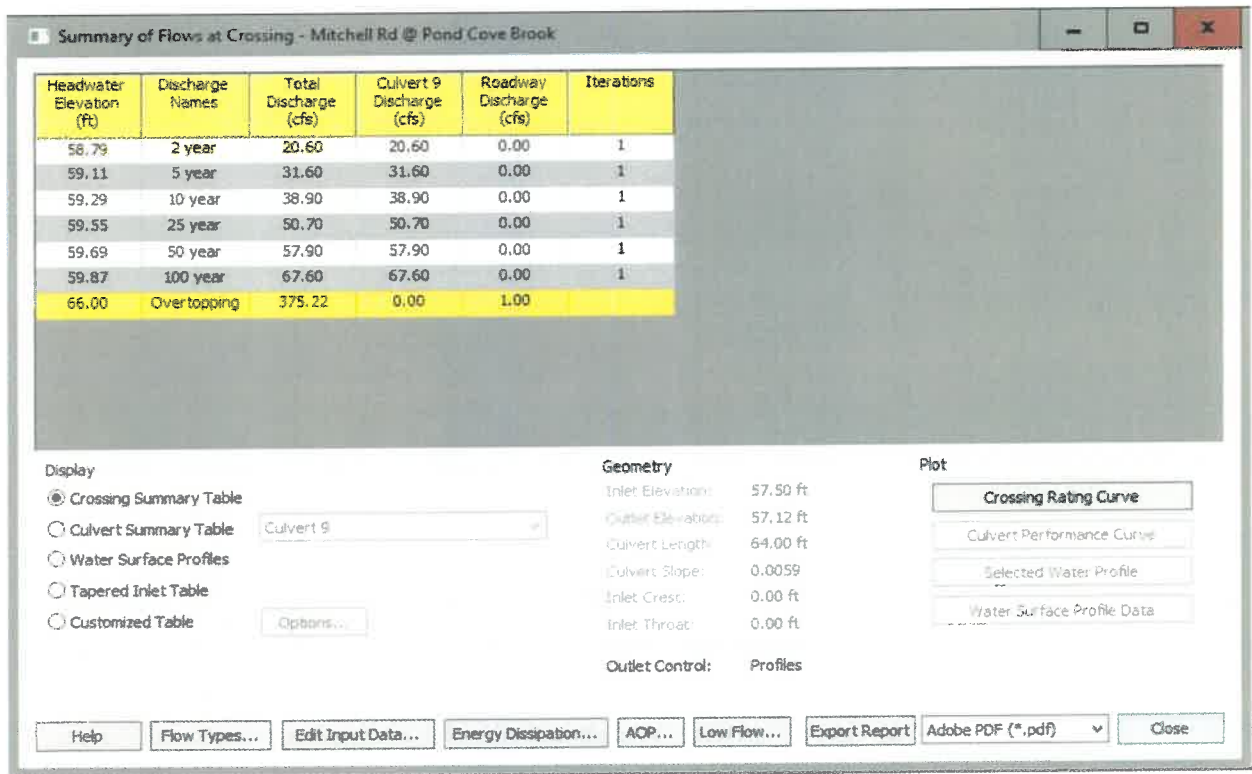 Summary of Flows at Crossing - Mitchell Rd @ Pond Cove Brook
Headwater Elevation (ft) Discharge Names Total Discharge (cfs) Culvert 9 Discharge (cfs) Roadway Discharge (cfs) Iterations
58.79 2 year 20.60 20.60 0.00 1
59.11 5 year 31.60 31.60 0.00 1
59.29 10 year 38.90 38.90 0.00 1
59.55 25 year 50.70 50.70 0.00 1
59.69 50 year 57.90 57.90 0.00 1
59.87 100 year 67.60 67.60 0.00 1
66.00 Overtopping 375.22 0.00 1.00
Display
Crossing Summary Table
Culvert Summary Table Culvert 9
Water Surface Profiles
Tapered Inlet Table
Customized Table Options...
Geometry
Inlet Elevation: 57.50 ft
Outlet Elevation: 57.12 ft
Culvert Length: 64.00 ft
Culvert Slope: 0.0059
Inlet Crest: 0.00 ft
Inlet Throat: 0.00 ft
Outlet Control: Profiles
Plot
Crossing Rating Curve
Culvert Performance Curve
Selected Water Profile
Water Surface Profile Data
Help Flow Types... Edit Input Data... Energy Dissipation... AOP... Low Flow... Export Report Adobe PDF (*.pdf) Close